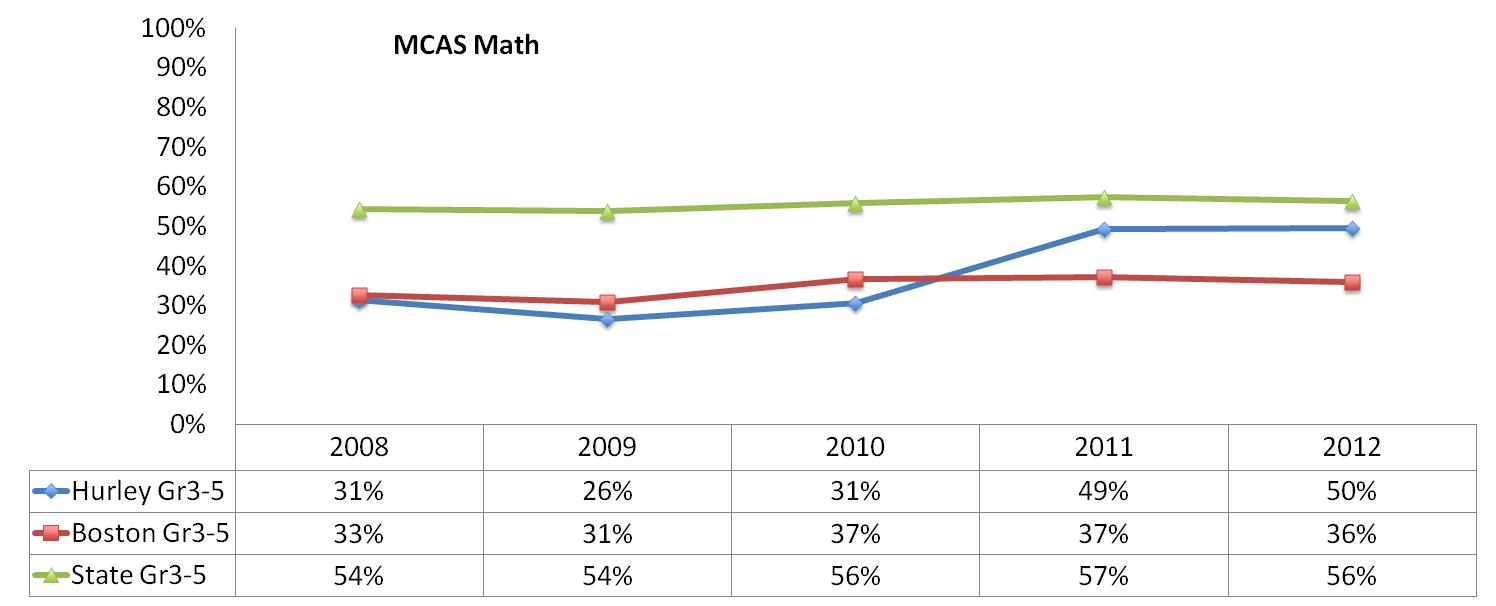 MCAS Math
100%
90%
80%
70%
60%
50%
40%
30%
20%
10%
0%
2008 2009 2010 2011 2012
Hurley Gr3-5 31% 26% 31% 49% 50%
Boston Gr3-5 33% 31% 37% 37% 36%
State Gr3-5 54% 54% 56% 57% 56%